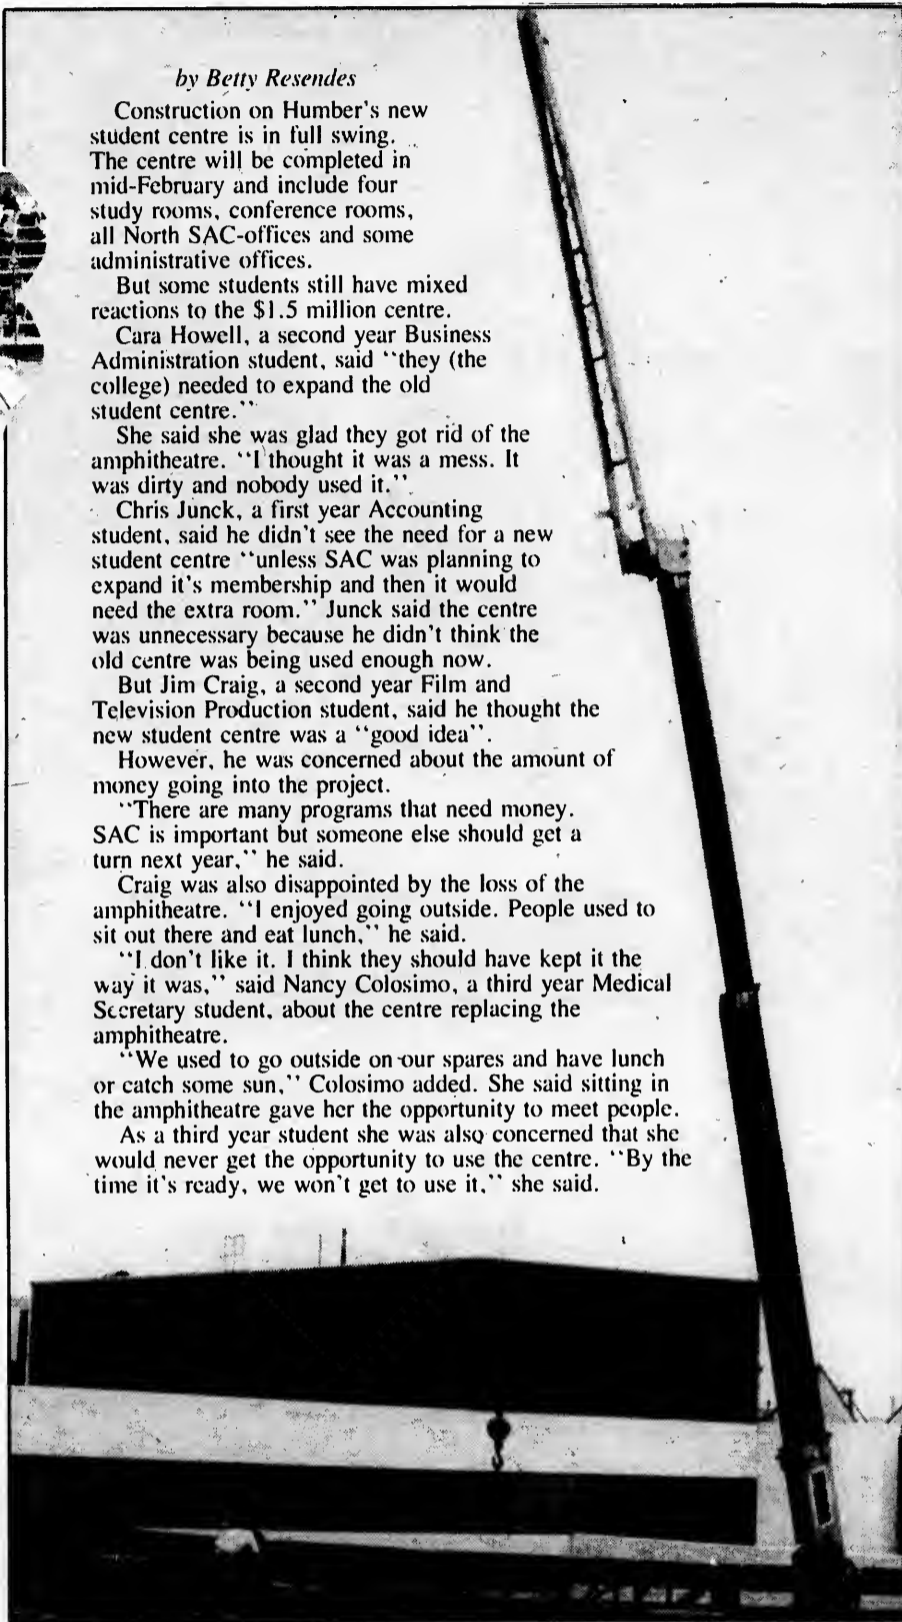 by Betty Resendes
Construction on Humber's new
student centre is in full swing.
The centre will be completed in
mid-February and include four
study rooms, conference rooms,
all North SAC-offices and some
administrative offices.
But some students still have mixed
reactions to the $1.5 million centre.
Cara Howell, a second year Business
Administration student, said "they (the
college) needed to expand the old
student centre."
She said she was glad they got rid of the
amphitheatre. "I thought it was a mess. It
was dirty and nobody used it."
Chris Junck, a first year Accounting
student, said he didn't see the need for a new
student centre "unless SAC was planning to
expand it's membership and then it would
need the extra room." Junck said the centre
was unnecessary because he didn't think the
old centre was being used enough now.
But Jim Craig, a second year Film and
Television Production student, said he thought the
new student centre was a "good idea".
However, he was concerned about the amount of
money going into the project.
"There are many programs that need money.
SAC is important but someone else should get a
turn next year," he said.
Craig was also disappointed by the loss of the
amphitheatre. "I enjoyed going outside. People used to
sit out there and eat lunch," he said.
"I don't like it. I think they should have kept it the
way it was," said Nancy Colosimo, a third year Medical
Secretary student, about the centre replacing the
amphitheatre.
"We used to go outside on our spares and have lunch
or catch some sun," Colosimo added. She said sitting in
the amphitheatre gave her the opportunity to meet people.
As a third year student she was also concerned that she
would never get the opportunity to use the centre. "By the
time it's ready, we won't get to use it," she said.